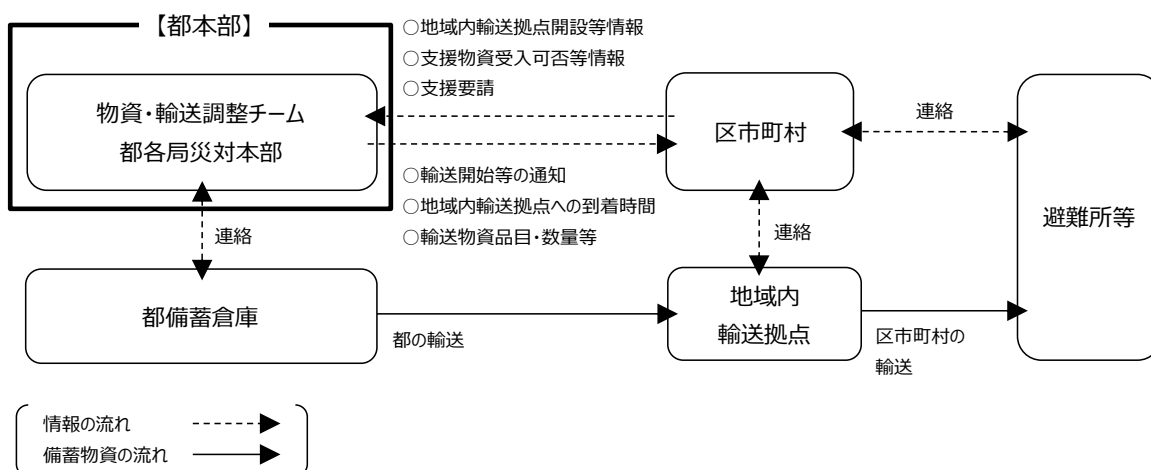 【都本部】
物資・輸送調整チーム
都各局災対本部
○地域内輸送拠点開設等情報
○支援物資受入可否等情報
○支援要請
○輸送開始等の通知
○地域内輸送拠点への到着時間
○輸送物資品目・数量等
区市町村
連絡
避難所等
連絡
連絡
都備蓄倉庫
都の輸送
地域内
輸送拠点
区市町村の
輸送
情報の流れ
備蓄物資の流れ